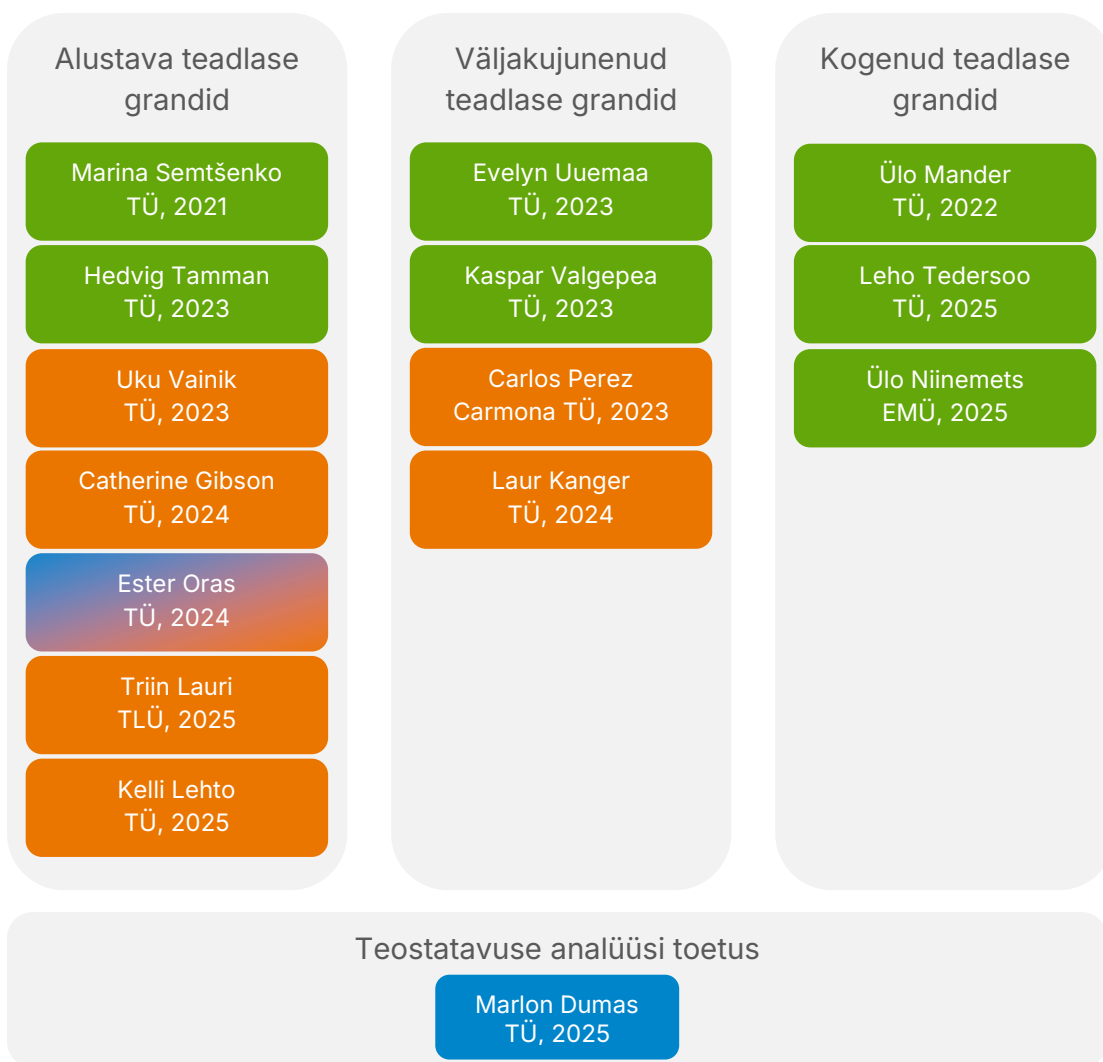 Alustava teadlase
grandid
Marina Semtšenko
TÜ, 2021
Hedvig Tamman
TÜ, 2023
Uku Vainik
TÜ, 2023
Catherine Gibson
TÜ, 2024
Ester Oras
TÜ, 2024
Triin Lauri
TLÜ, 2025
Kelli Lehto
TÜ, 2025
Väljakujunenud
teadlase grandid
Evelyn Uuemaa
TÜ, 2023
Kaspar Valgepea
TÜ, 2023
Carlos Perez
Carmona TÜ, 2023
Laur Kanger
TÜ, 2024
Kogenud teadlase
grandid
Ülo Mander
TÜ, 2022
Leho Tedersoo
TÜ, 2025
Ülo Niinemets
EMÜ, 2025
Teostatavuse analüüsi toetus
Marlon Dumas
TÜ, 2025